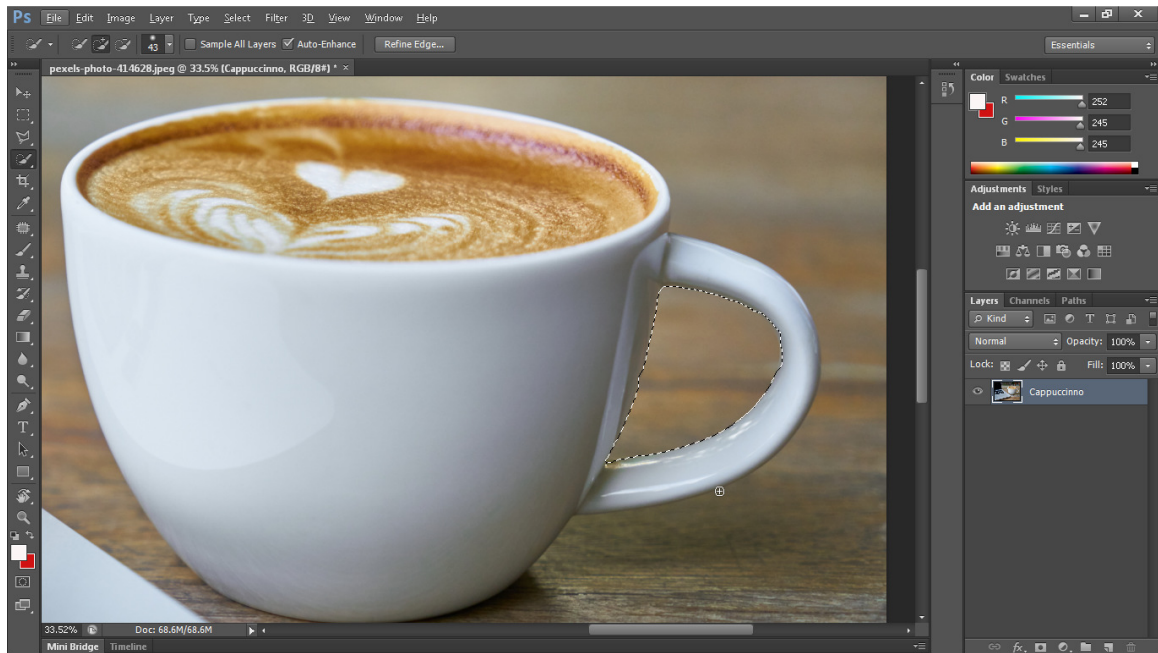 Ps File Edit Image Layer Type Select Filter 3D View Window Help
43 Sample All Layers Auto-Enhance Refine Edge... Essentials
pexels-photo-414628.jpeg @ 33.5% (Cappuccinno, RGB/8#) * ×
Color Swatches
R 252
G 245
B 245
Adjustments Styles
Add an adjustment
Layers Channels Paths
Kind
Normal Opacity: 100%
Lock: Fill: 100%
Cappuccinno
33.52% Doc: 68.6M/68.6M
Mini Bridge Timeline